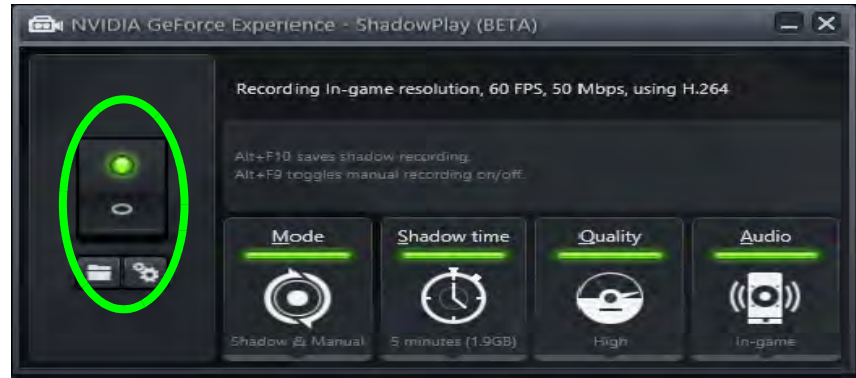 NVIDIA GeForce Experience - ShadowPlay (BETA)
Recording In-game resolution, 60 FPS, 50 Mbps, using H.264
Alt+F10 saves shadow recording.
Alt+F9 toggles manual recording on/off.
Mode
Shadow time
Quality
Audio
Shadow & Manual
5 minutes (1.9GB)
High
In-game